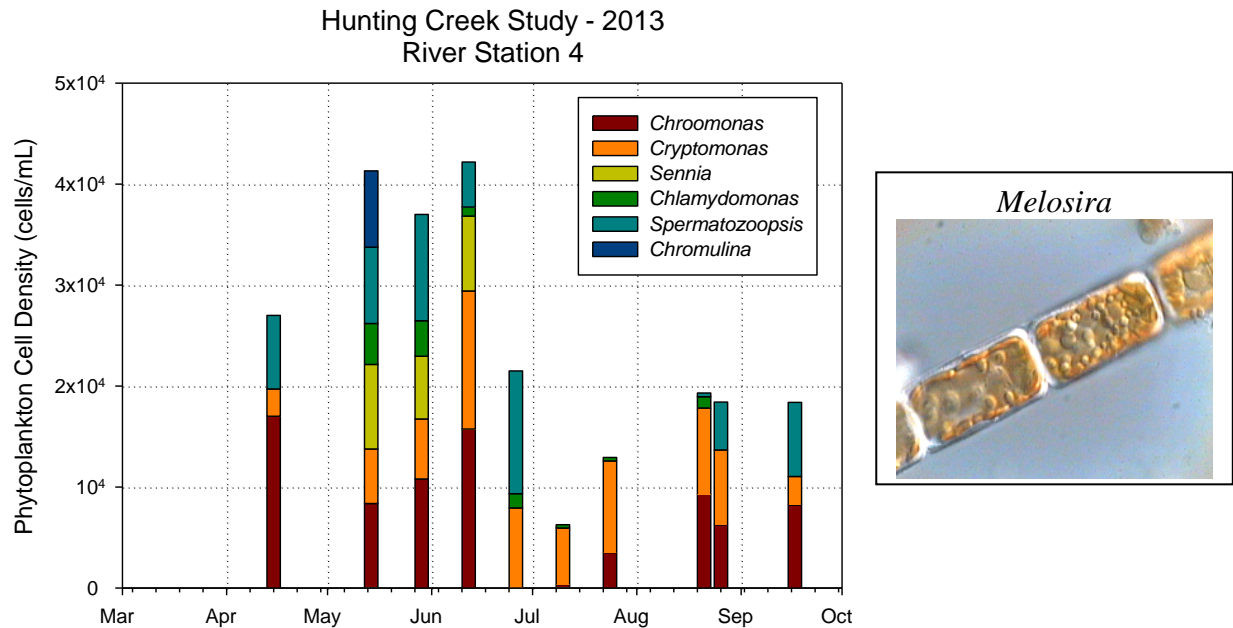 Hunting Creek Study - 2013
River Station 4
Phytoplankton Cell Density (cells/mL)
5x10⁴
4x10⁴
3x10⁴
2x10⁴
10⁴
0
Mar Apr May Jun Jul Aug Sep Oct
Chroomonas
Cryptomonas
Sennia
Chlamydomonas
Spermatozoopsis
Chromulina
Melosira